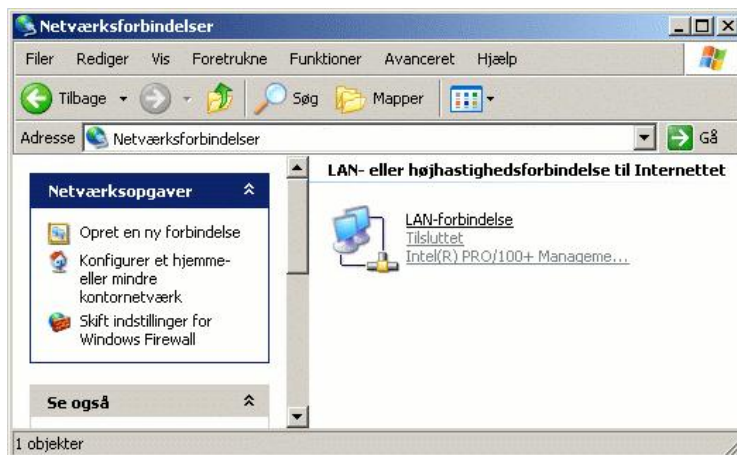 Netværksforbindelser
Filer Rediger Vis Foretrukne Funktioner Avanceret Hjælp
Tilbage Søg Mapper
Adresse Netværksforbindelser Gå
Netværksopgaver
Opret en ny forbindelse
Konfigurer et hjemme-
eller mindre
kontornetværk
Skift indstillinger for
Windows Firewall
Se også
LAN- eller højhastighedsforbindelse til Internettet
LAN-forbindelse
Tilsluttet
Intel(R) PRO/100+ Manageme...
1 objekter